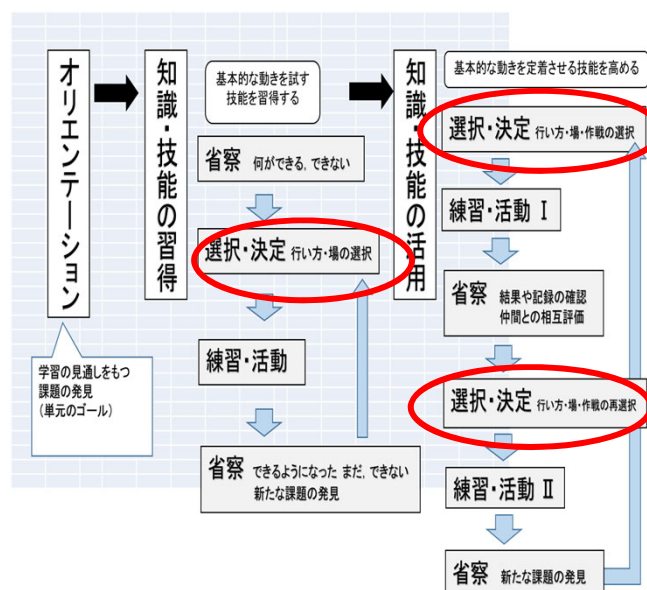 オリエンテーション
学習の見通しをもつ
課題の発見
(単元のゴール)
知識・技能の習得
基本的な動きを試す
技能を習得する
省察 何ができる,できない
選択・決定 行い方・場の選択
練習・活動
省察 できるようになった まだ,できない
新たな課題の発見
知識・技能の活用
基本的な動きを定着させる技能を高める
選択・決定 行い方・場・作戦の選択
練習・活動 Ⅰ
省察 結果や記録の確認
仲間との相互評価
選択・決定 行い方・場・作戦の再選択
練習・活動 Ⅱ
省察 新たな課題の発見